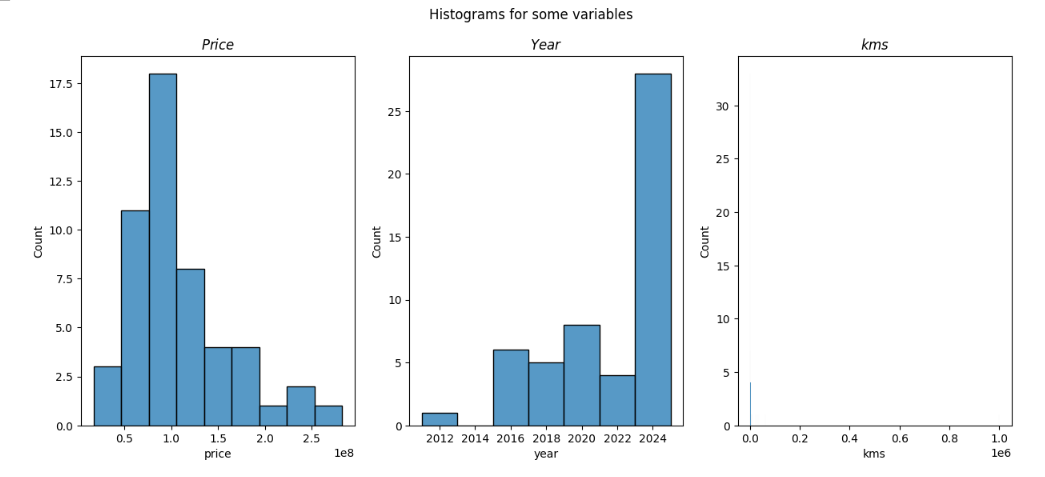 Histograms for some variables
Price
17.5
15.0
12.5
10.0
7.5
5.0
2.5
0.0
Count
0.5 1.0 1.5 2.0 2.5
1e8
price
Year
25
20
15
10
5
0
Count
2012 2014 2016 2018 2020 2022 2024
year
kms
30
25
20
15
10
5
0
Count
0.0 0.2 0.4 0.6 0.8 1.0
1e6
kms